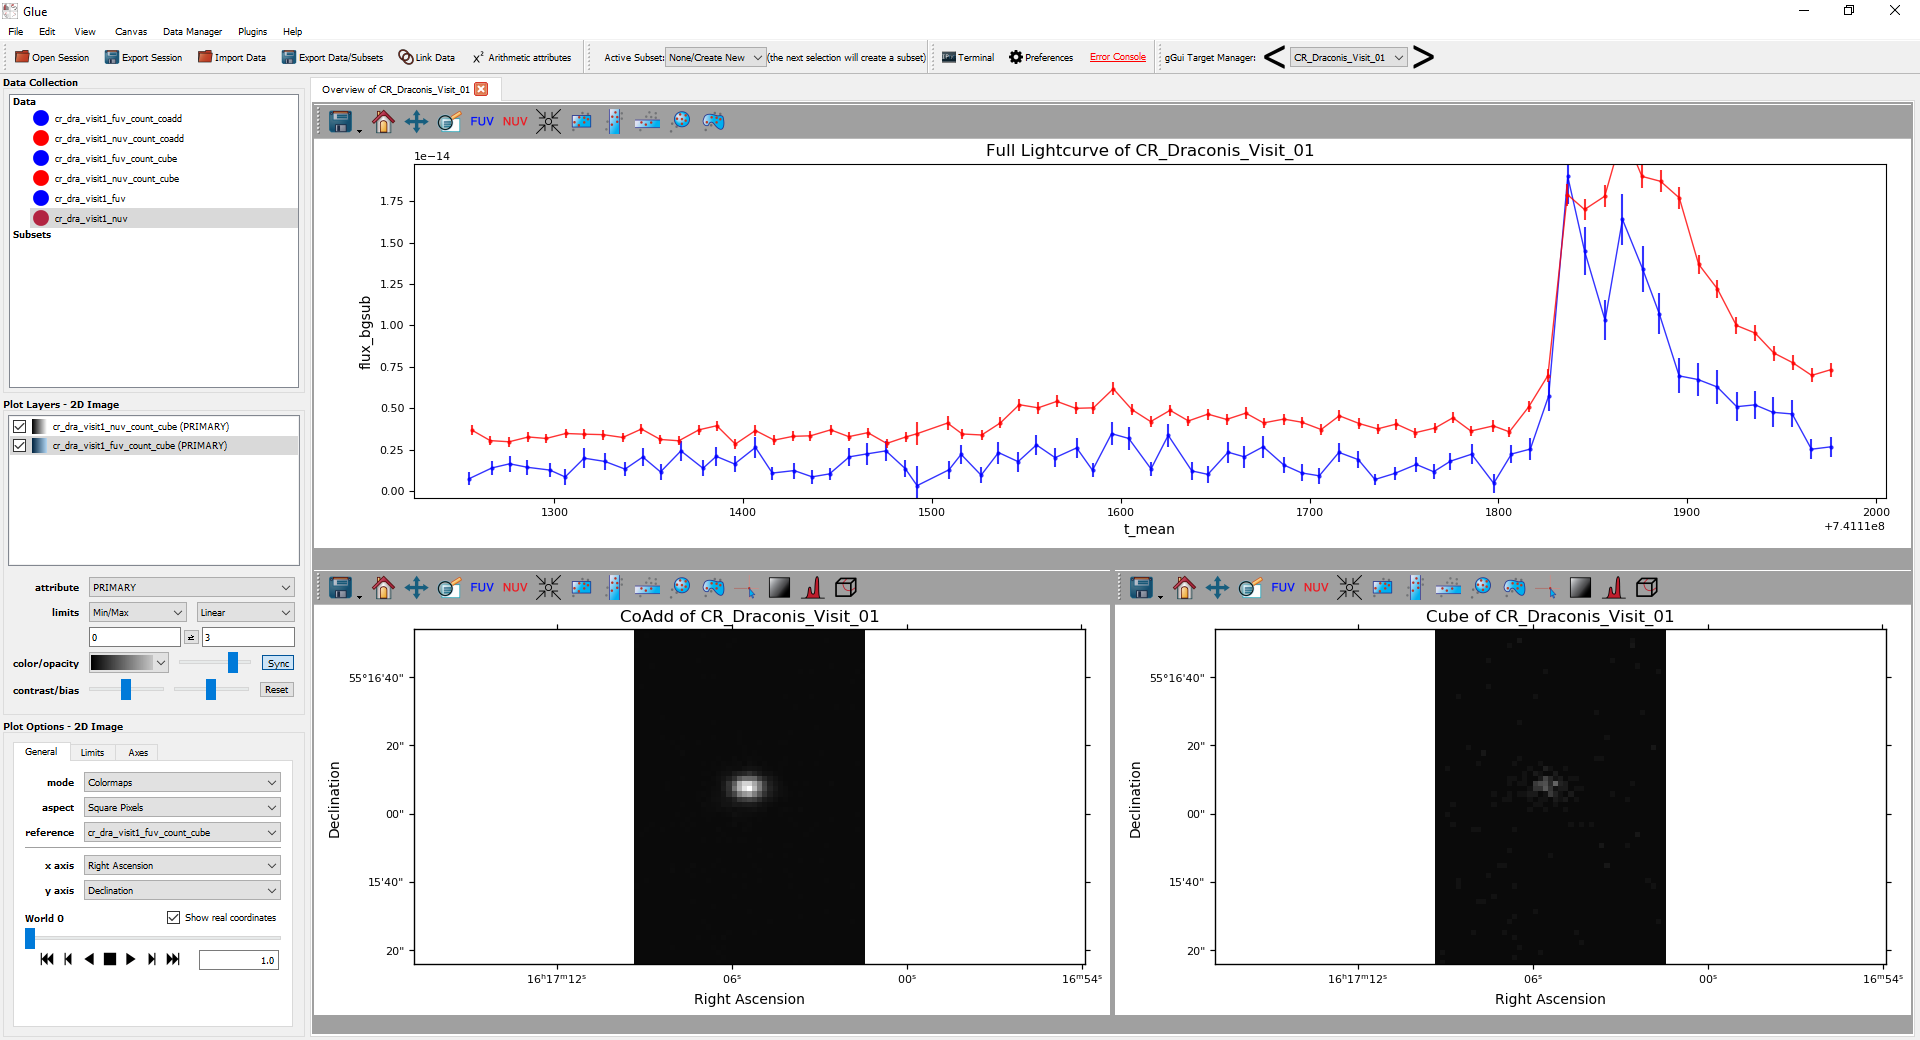 Glue
File Edit View Canvas Data Manager Plugins Help
Open Session Export Session Import Data Export Data/Subsets Link Data x² Arithmetic attributes Active Subset: None/Create New (the next selection will create a subset) Terminal Preferences Error Console gGui Target Manager: < CR_Draconis_Visit_01 >
Data Collection
Data
cr_dra_visit1_fuv_count_coadd
cr_dra_visit1_nuv_count_coadd
cr_dra_visit1_fuv_count_cube
cr_dra_visit1_nuv_count_cube
cr_dra_visit1_fuv
cr_dra_visit1_nuv
Subsets
Plot Layers - 2D Image
cr_dra_visit1_nuv_count_cube (PRIMARY)
cr_dra_visit1_fuv_count_cube (PRIMARY)
attribute PRIMARY
limits Min/Max Linear
0 ⇄ 3
color/opacity Sync
contrast/bias Reset
Plot Options - 2D Image
General Limits Axes
mode Colormaps
aspect Square Pixels
reference cr_dra_visit1_fuv_count_cube
x axis Right Ascension
y axis Declination
World 0 Show real coordinates
1.0
Overview of CR_Draconis_Visit_01
FUV NUV
Full Lightcurve of CR_Draconis_Visit_01
1e−14
1.75
1.50
1.25
1.00
0.75
0.50
0.25
0.00
flux_bgsub
1300 1400 1500 1600 1700 1800 1900 2000
t_mean
+7.4111e8
FUV NUV
CoAdd of CR_Draconis_Visit_01
55°16'40"
20"
00"
15'40"
20"
Declination
16ʰ17ᵐ12ˢ 06ˢ 00ˢ 16ᵐ54ˢ
Right Ascension
FUV NUV
Cube of CR_Draconis_Visit_01
55°16'40"
20"
00"
15'40"
20"
Declination
16ʰ17ᵐ12ˢ 06ˢ 00ˢ 16ᵐ54ˢ
Right Ascension